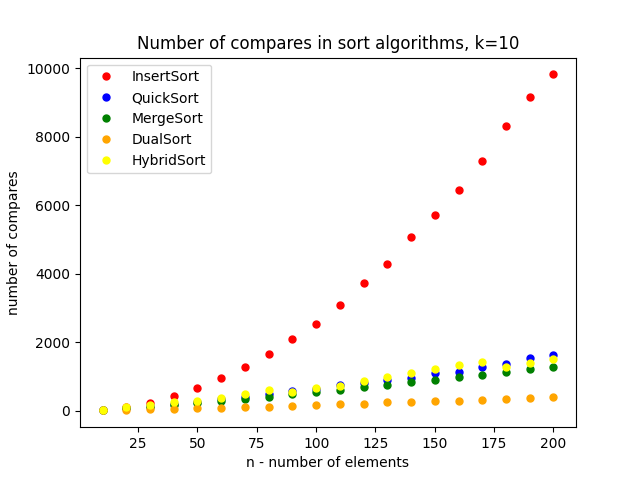 Number of compares in sort algorithms, k=10
InsertSort
QuickSort
MergeSort
DualSort
HybridSort
number of compares
10000
8000
6000
4000
2000
0
25 50 75 100 125 150 175 200
n - number of elements